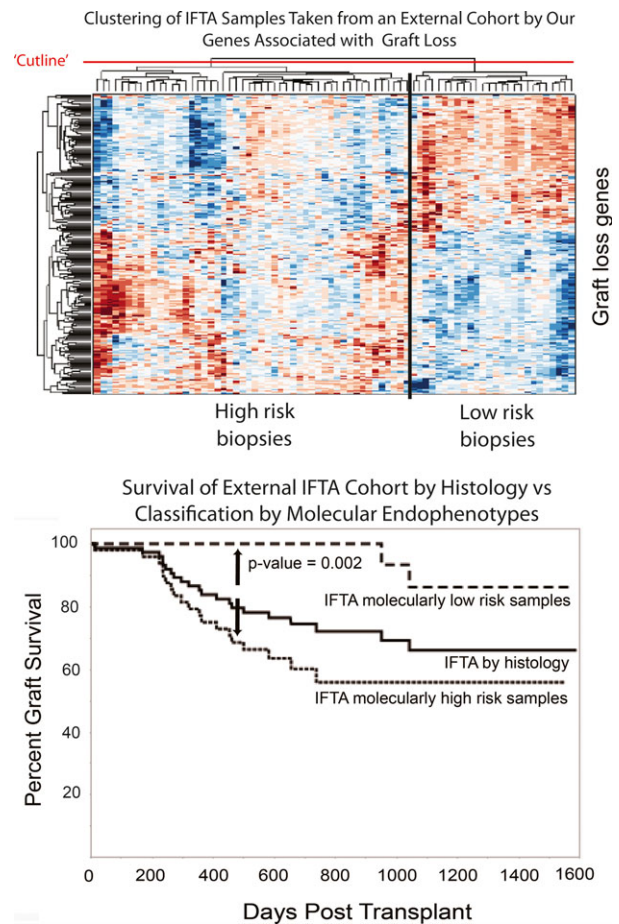 Clustering of IFTA Samples Taken from an External Cohort by Our
Genes Associated with Graft Loss
'Cutline'
Graft loss genes
High risk
biopsies
Low risk
biopsies
Survival of External IFTA Cohort by Histology vs
Classification by Molecular Endophenotypes
100
p-value = 0.002
IFTA molecularly low risk samples
80
IFTA by histology
60
IFTA molecularly high risk samples
40
20
Percent Graft Survival
0 200 400 600 800 1000 1200 1400 1600
Days Post Transplant